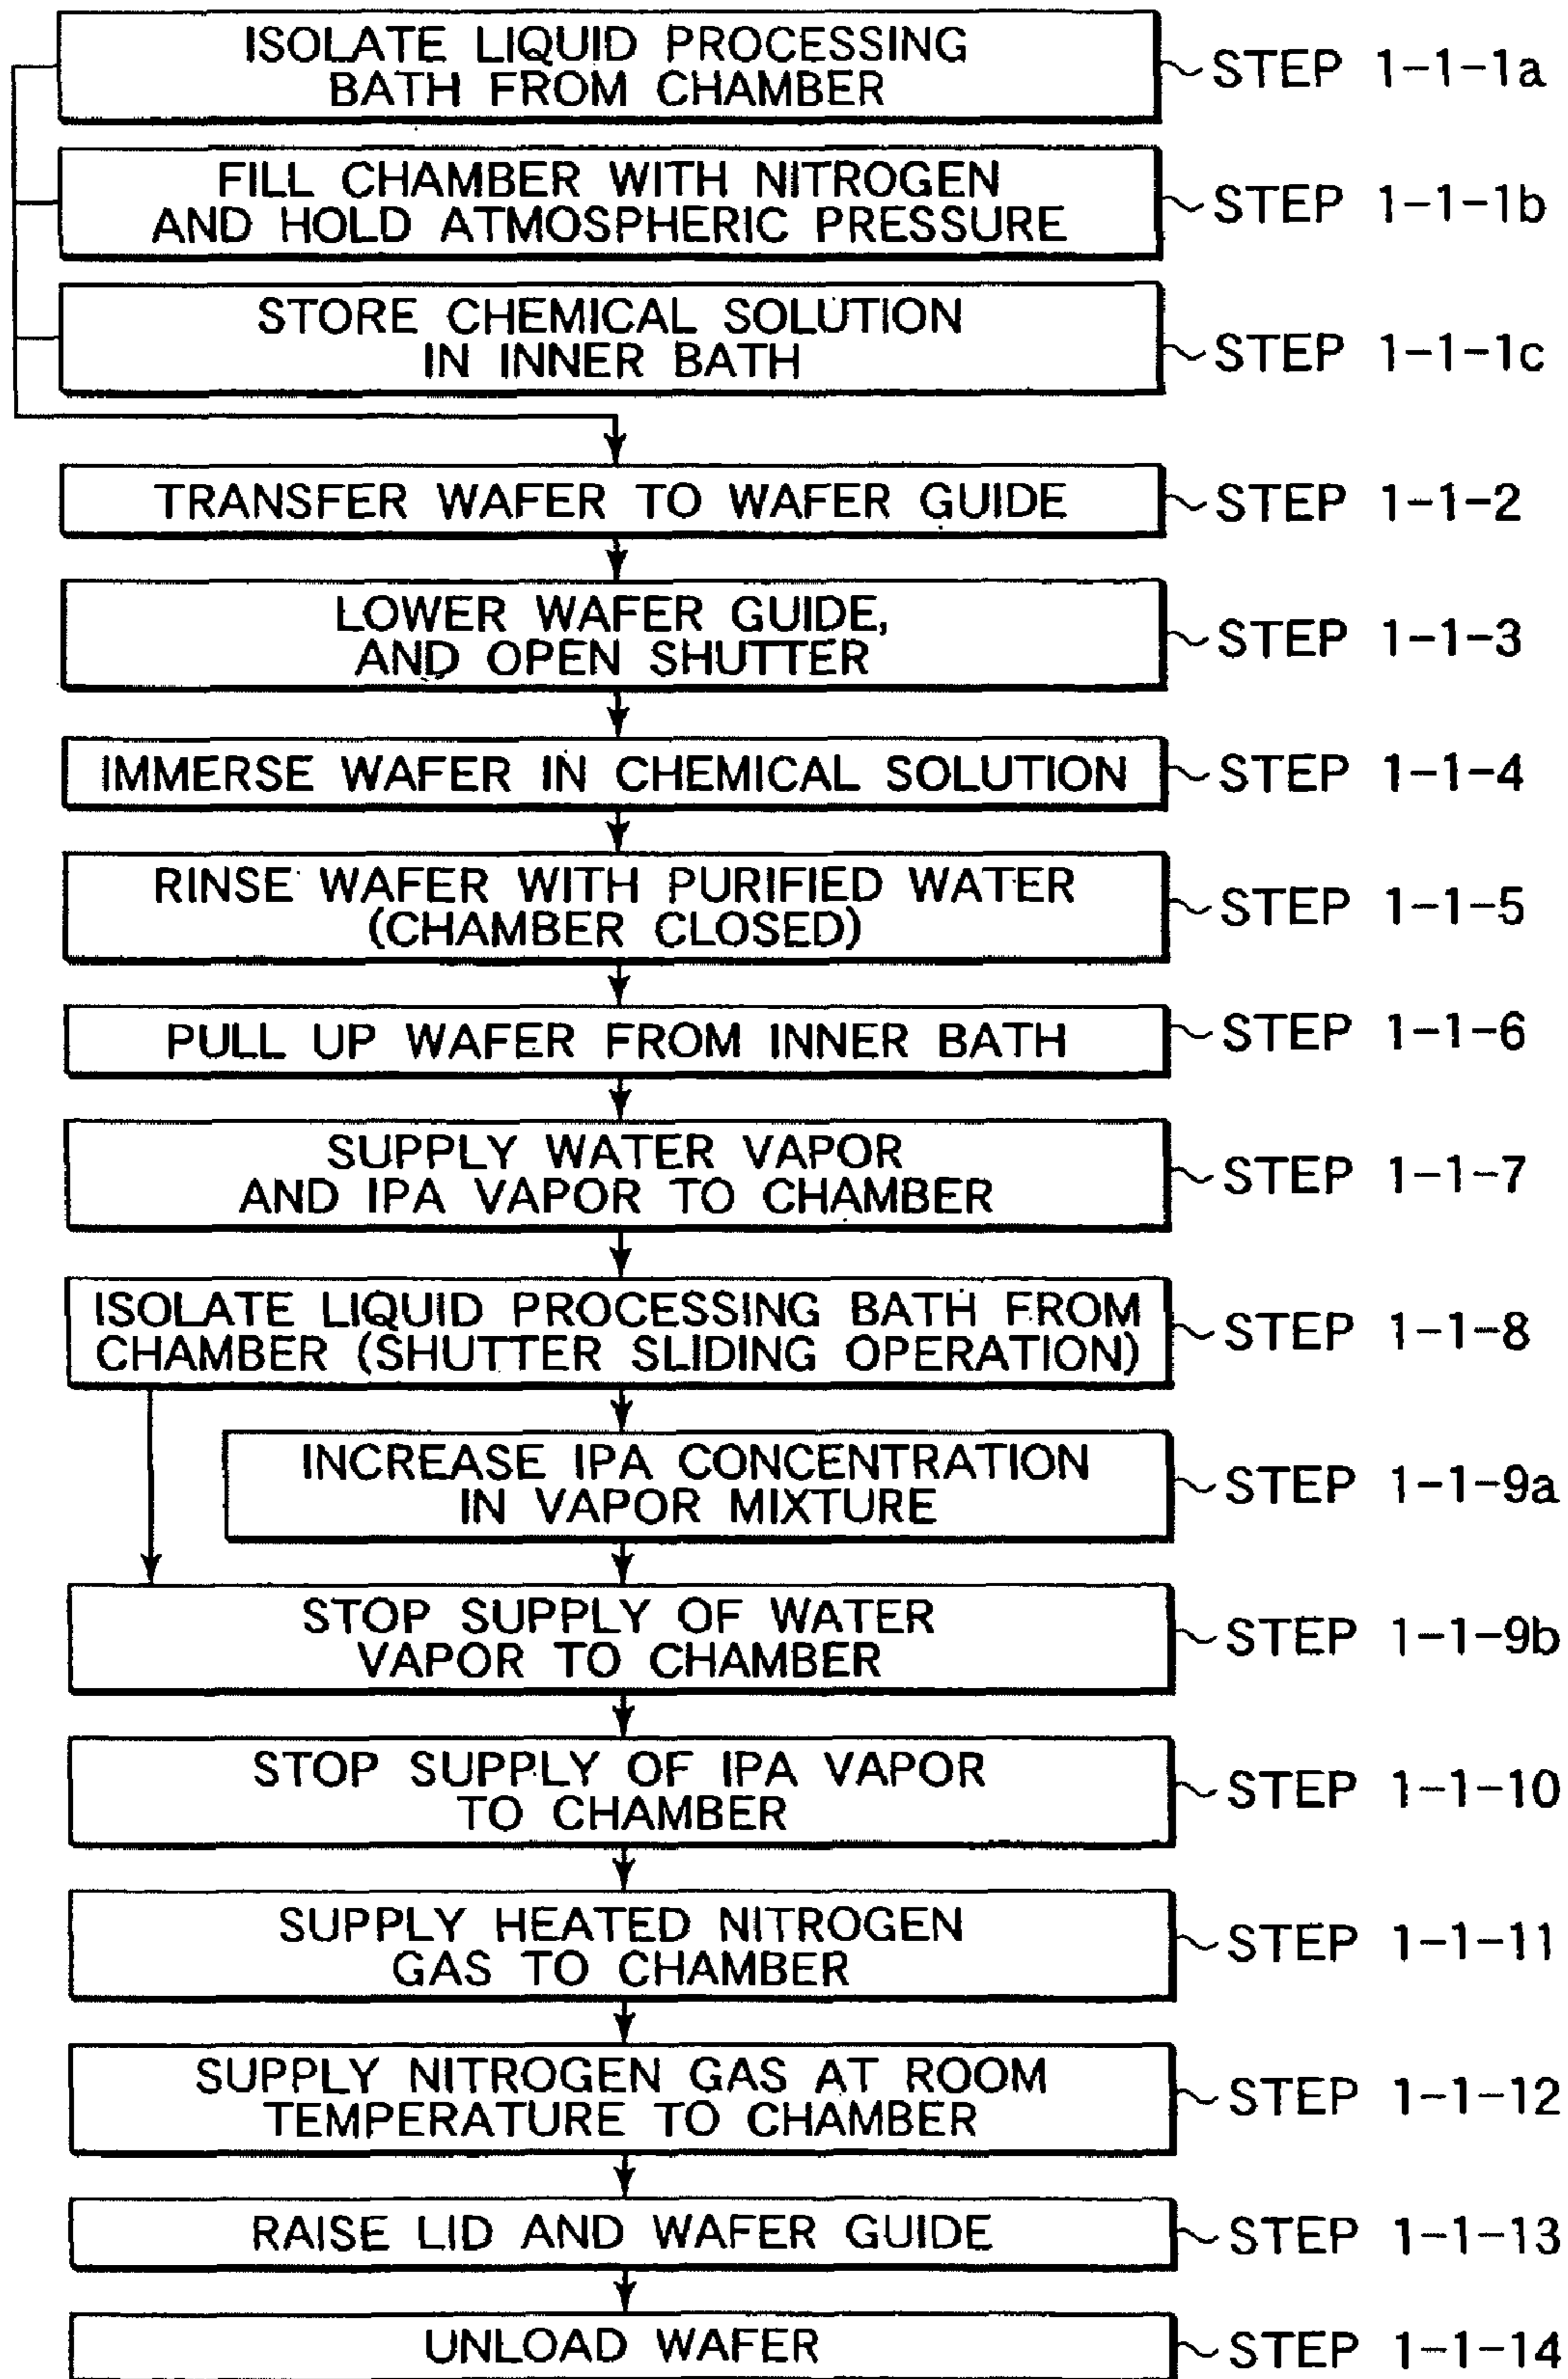 ISOLATE LIQUID PROCESSING
BATH FROM CHAMBER
STEP 1-1-1a
FILL CHAMBER WITH NITROGEN
AND HOLD ATMOSPHERIC PRESSURE
STEP 1-1-1b
STORE CHEMICAL SOLUTION
IN INNER BATH
STEP 1-1-1c
TRANSFER WAFER TO WAFER GUIDE
STEP 1-1-2
LOWER WAFER GUIDE,
AND OPEN SHUTTER
STEP 1-1-3
IMMERSE WAFER IN CHEMICAL SOLUTION
STEP 1-1-4
RINSE WAFER WITH PURIFIED WATER
(CHAMBER CLOSED)
STEP 1-1-5
PULL UP WAFER FROM INNER BATH
STEP 1-1-6
SUPPLY WATER VAPOR
AND IPA VAPOR TO CHAMBER
STEP 1-1-7
ISOLATE LIQUID PROCESSING BATH FROM
CHAMBER (SHUTTER SLIDING OPERATION)
STEP 1-1-8
INCREASE IPA CONCENTRATION
IN VAPOR MIXTURE
STEP 1-1-9a
STOP SUPPLY OF WATER
VAPOR TO CHAMBER
STEP 1-1-9b
STOP SUPPLY OF IPA VAPOR
TO CHAMBER
STEP 1-1-10
SUPPLY HEATED NITROGEN
GAS TO CHAMBER
STEP 1-1-11
SUPPLY NITROGEN GAS AT ROOM
TEMPERATURE TO CHAMBER
STEP 1-1-12
RAISE LID AND WAFER GUIDE
STEP 1-1-13
UNLOAD WAFER
STEP 1-1-14